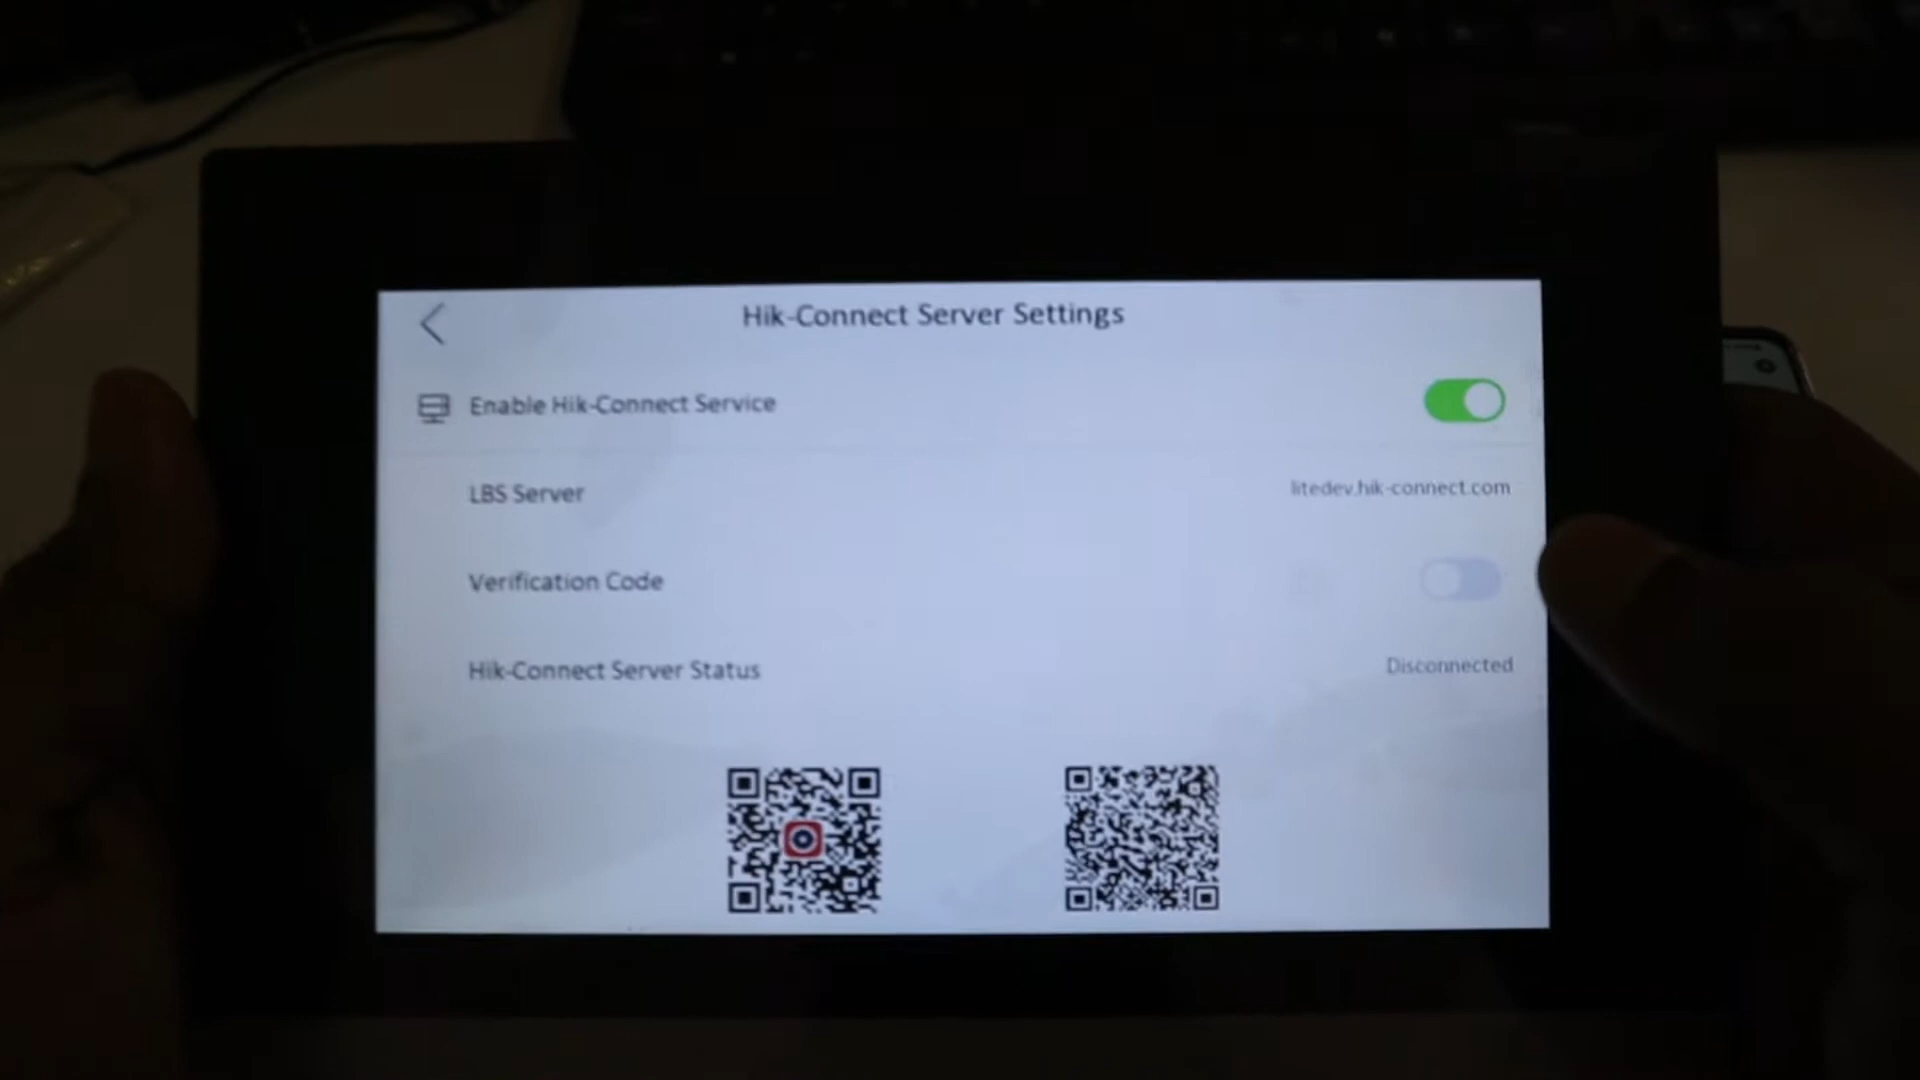 Hik-Connect Server Settings
Enable Hik-Connect Service
LBS Server
litedev.hik-connect.com
Verification Code
Hik-Connect Server Status
Disconnected